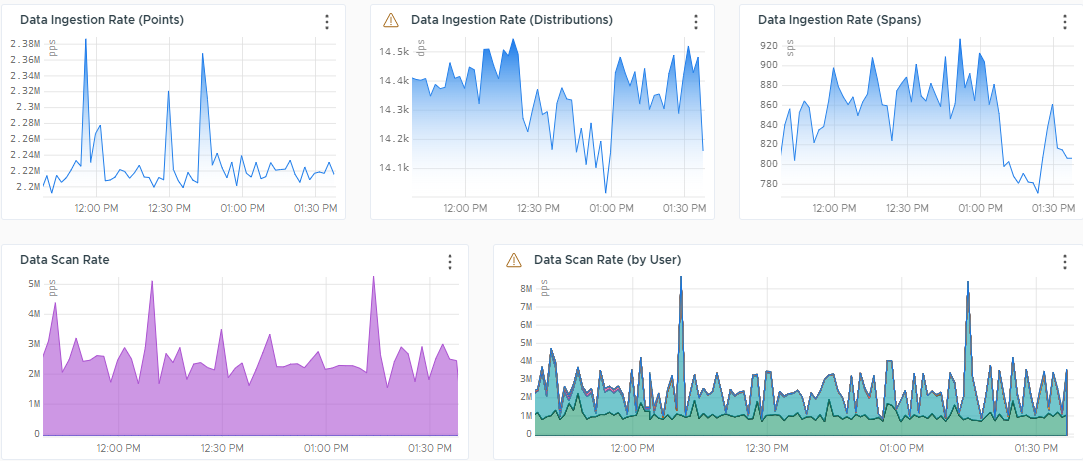 Data Ingestion Rate (Points)
2.38M
2.36M
2.34M
2.32M
2.3M
2.28M
2.26M
2.24M
2.22M
2.2M
pps
12:00 PM
12:30 PM
01:00 PM
01:30 PM
Data Ingestion Rate (Distributions)
14.5k
14.4k
14.3k
14.2k
14.1k
dps
12:00 PM
12:30 PM
01:00 PM
01:30 PM
Data Ingestion Rate (Spans)
920
900
880
860
840
820
800
780
sps
12:00 PM
12:30 PM
01:00 PM
01:30 PM
Data Scan Rate
5M
4M
3M
2M
1M
0
pps
12:00 PM
12:30 PM
01:00 PM
01:30 PM
Data Scan Rate (by User)
8M
7M
6M
5M
4M
3M
2M
1M
0
pps
12:00 PM
12:30 PM
01:00 PM
01:30 PM